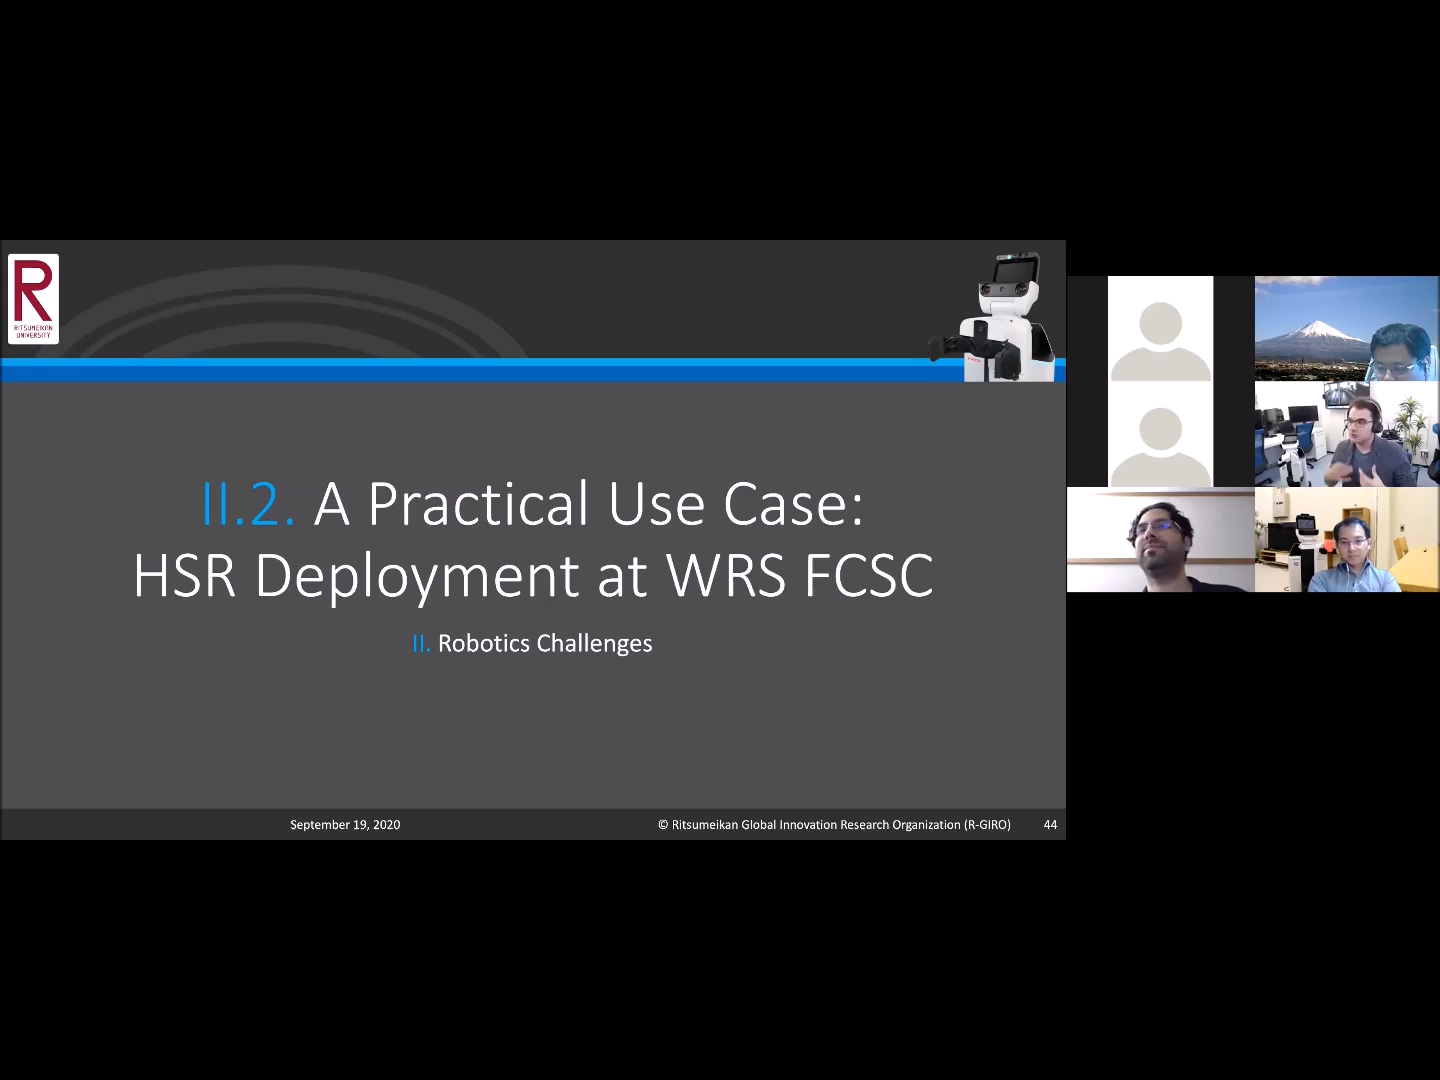 R
RITSUMEIKAN
UNIVERSITY
II.2. A Practical Use Case:
HSR Deployment at WRS FCSC
II. Robotics Challenges
September 19, 2020
© Ritsumeikan Global Innovation Research Organization (R-GIRO)
44